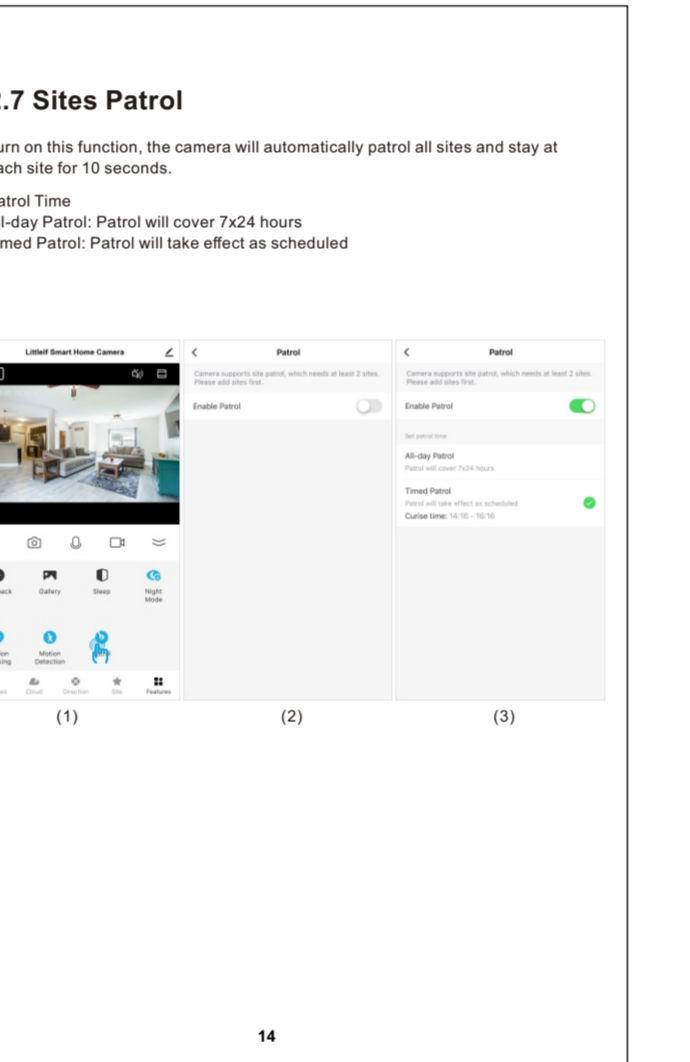 .7 Sites Patrol
urn on this function, the camera will automatically patrol all sites and stay at
ach site for 10 seconds.
atrol Time
ll-day Patrol: Patrol will cover 7x24 hours
med Patrol: Patrol will take effect as scheduled
Littlelf Smart Home Camera
Gallery
Sleep
Night
Mode
Motion
Detection
Cloud
Direction
Site
Features
(1)
Patrol
Camera supports site patrol, which needs at least 2 sites.
Please add sites first.
Enable Patrol
(2)
Patrol
Camera supports site patrol, which needs at least 2 sites.
Please add sites first.
Enable Patrol
Set patrol time
All-day Patrol
Patrol will cover 7x24 hours
Timed Patrol
Patrol will take effect as scheduled
Curise time: 14:16 - 16:16
(3)
14